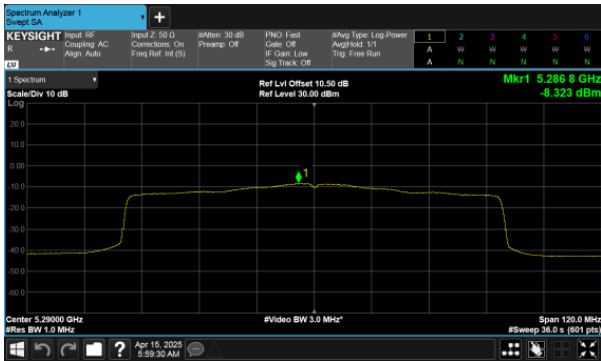 Spectrum Analyzer 1
Swept SA
+
KEYSIGHT
R
LXI
Input: RF
Coupling: AC
Align: Auto
Input Z: 50 Ω
Corrections: On
Freq Ref: Int (S)
#Atten: 30 dB
Preamp: Off
PNO: Fast
Gate: Off
IF Gain: Low
Sig Track: Off
#Avg Type: Log-Power
Avg|Hold: 1/1
Trig: Free Run
1 2 3 4 5 6
A W W W W W
A N N N N N
1 Spectrum
Scale/Div 10 dB
Log
Ref Lvl Offset 10.50 dB
Ref Level 30.00 dBm
Mkr1 5.286 8 GHz
-8.323 dBm
20.0
10.0
0.00
-10.0
-20.0
-30.0
-40.0
-50.0
-60.0
1
Center 5.29000 GHz
#Res BW 1.0 MHz
#Video BW 3.0 MHz*
Span 120.0 MHz
#Sweep 36.0 s (601 pts)
?
Apr 15, 2025
5:59:30 AM